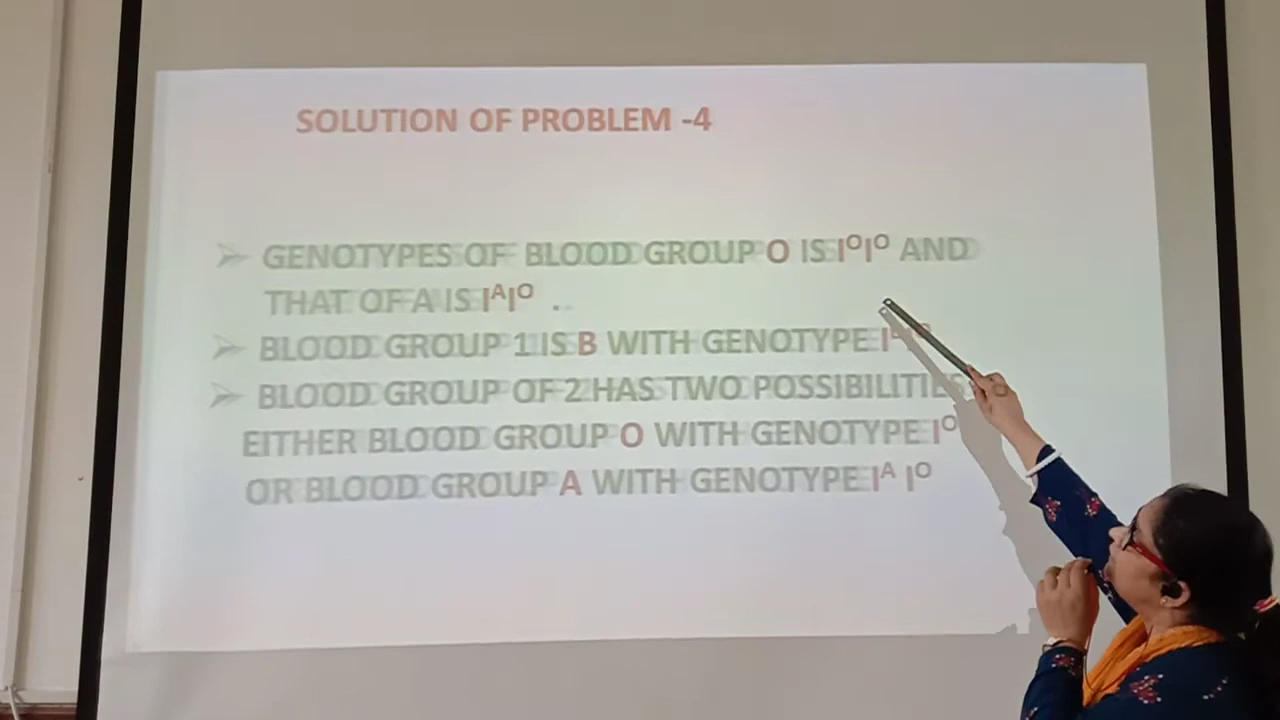 SOLUTION OF PROBLEM -4
➢ GENOTYPES OF BLOOD GROUP O IS IᴼIᴼ AND
THAT OF A IS IᴬIᴼ .
➢ BLOOD GROUP 1 IS B WITH GENOTYPE
➢ BLOOD GROUP OF 2 HAS TWO POSSIBILITIES
EITHER BLOOD GROUP O WITH GENOTYPE Iᴼ
OR BLOOD GROUP A WITH GENOTYPE Iᴬ Iᴼ